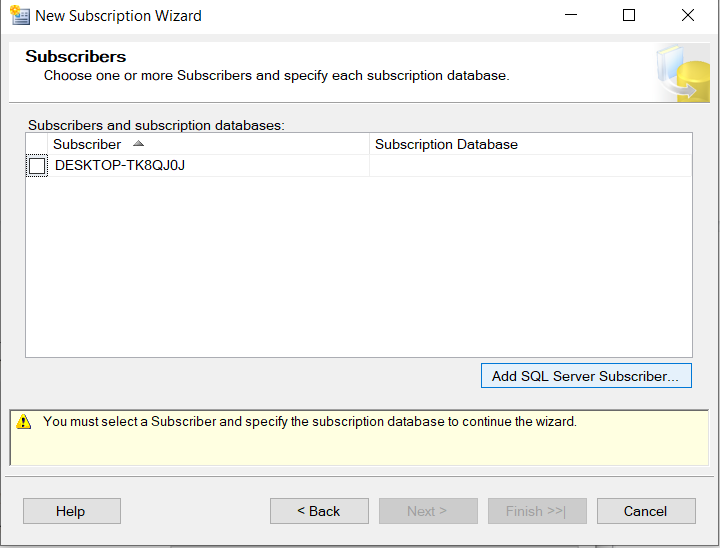 New Subscription Wizard
Subscribers
Choose one or more Subscribers and specify each subscription database.
Subscribers and subscription databases:
Subscriber Subscription Database
DESKTOP-TK8QJ0J
Add SQL Server Subscriber...
You must select a Subscriber and specify the subscription database to continue the wizard.
Help < Back Next > Finish >>| Cancel